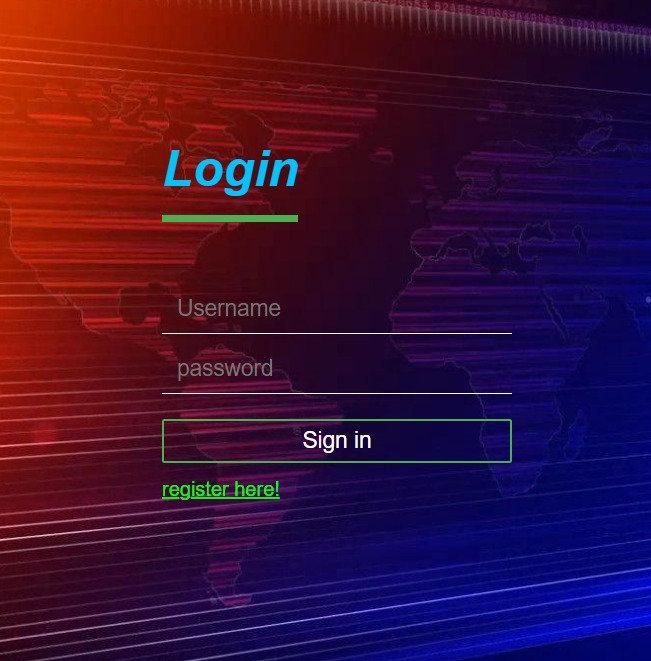 Login
Username
password
Sign in
register here!